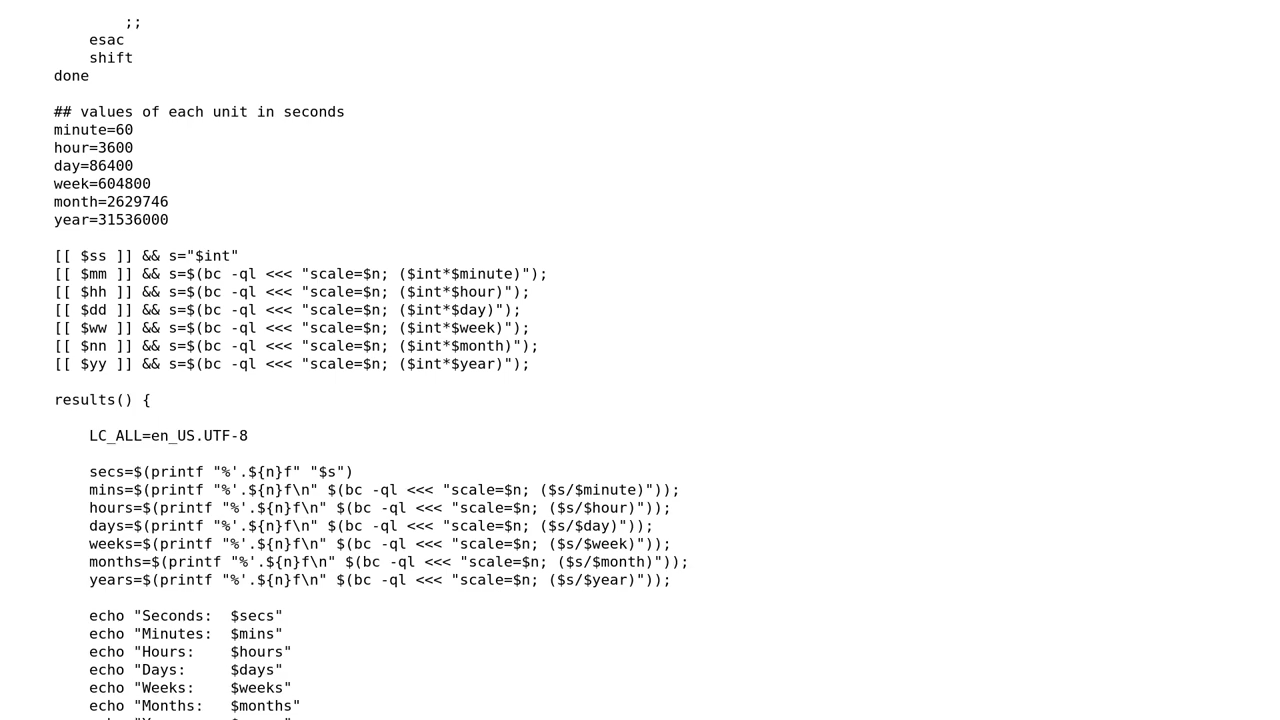 ;;
esac
shift
done
## values of each unit in seconds
minute=60
hour=3600
day=86400
week=604800
month=2629746
year=31536000
[[ $ss ]] && s="$int"
[[ $mm ]] && s=$(bc -ql <<< "scale=$n; ($int*$minute)");
[[ $hh ]] && s=$(bc -ql <<< "scale=$n; ($int*$hour)");
[[ $dd ]] && s=$(bc -ql <<< "scale=$n; ($int*$day)");
[[ $ww ]] && s=$(bc -ql <<< "scale=$n; ($int*$week)");
[[ $nn ]] && s=$(bc -ql <<< "scale=$n; ($int*$month)");
[[ $yy ]] && s=$(bc -ql <<< "scale=$n; ($int*$year)");
results() {
LC_ALL=en_US.UTF-8
secs=$(printf "%'.${n}f" "$s")
mins=$(printf "%'.${n}f\n" $(bc -ql <<< "scale=$n; ($s/$minute)"));
hours=$(printf "%'.${n}f\n" $(bc -ql <<< "scale=$n; ($s/$hour)"));
days=$(printf "%'.${n}f\n" $(bc -ql <<< "scale=$n; ($s/$day)"));
weeks=$(printf "%'.${n}f\n" $(bc -ql <<< "scale=$n; ($s/$week)"));
months=$(printf "%'.${n}f\n" $(bc -ql <<< "scale=$n; ($s/$month)"));
years=$(printf "%'.${n}f\n" $(bc -ql <<< "scale=$n; ($s/$year)"));
echo "Seconds:  $secs"
echo "Minutes:  $mins"
echo "Hours:    $hours"
echo "Days:     $days"
echo "Weeks:    $weeks"
echo "Months:   $months"